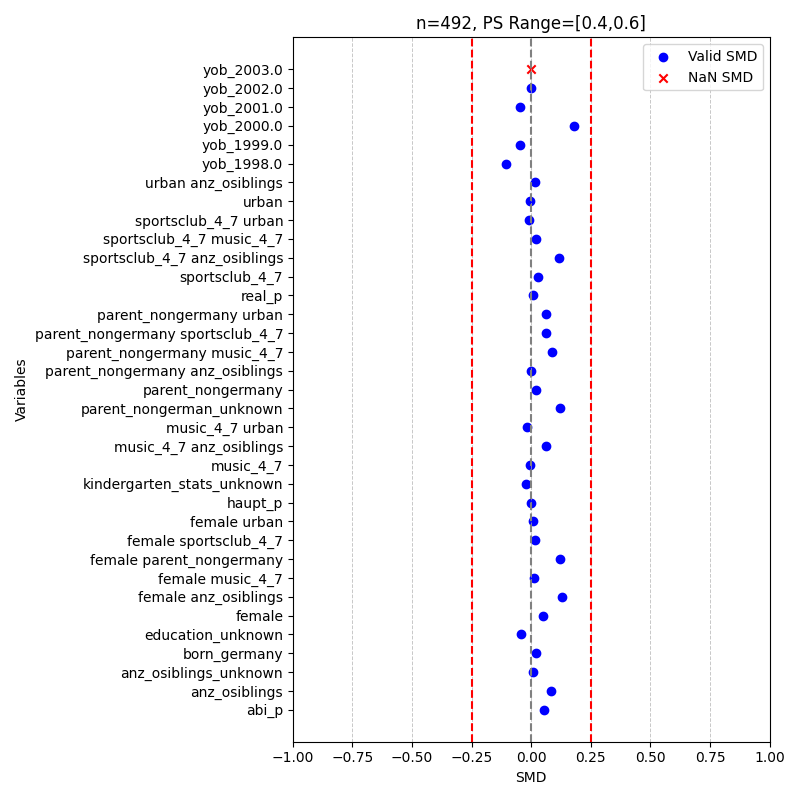 n=492, PS Range=[0.4,0.6]
Valid SMD
NaN SMD
yob_2003.0
yob_2002.0
yob_2001.0
yob_2000.0
yob_1999.0
yob_1998.0
urban anz_osiblings
urban
sportsclub_4_7 urban
sportsclub_4_7 music_4_7
sportsclub_4_7 anz_osiblings
sportsclub_4_7
real_p
parent_nongermany urban
parent_nongermany sportsclub_4_7
parent_nongermany music_4_7
parent_nongermany anz_osiblings
parent_nongermany
parent_nongerman_unknown
music_4_7 urban
music_4_7 anz_osiblings
music_4_7
kindergarten_stats_unknown
haupt_p
female urban
female sportsclub_4_7
female parent_nongermany
female music_4_7
female anz_osiblings
female
education_unknown
born_germany
anz_osiblings_unknown
anz_osiblings
abi_p
Variables
−1.00 −0.75 −0.50 −0.25 0.00 0.25 0.50 0.75 1.00
SMD